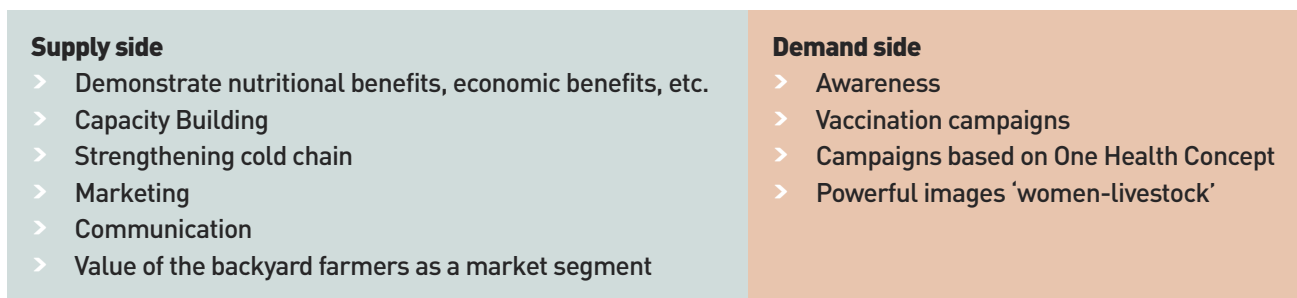 Supply side
> Demonstrate nutritional benefits, economic benefits, etc.
> Capacity Building
> Strengthening cold chain
> Marketing
> Communication
> Value of the backyard farmers as a market segment
Demand side
> Awareness
> Vaccination campaigns
> Campaigns based on One Health Concept
> Powerful images ‘women-livestock’